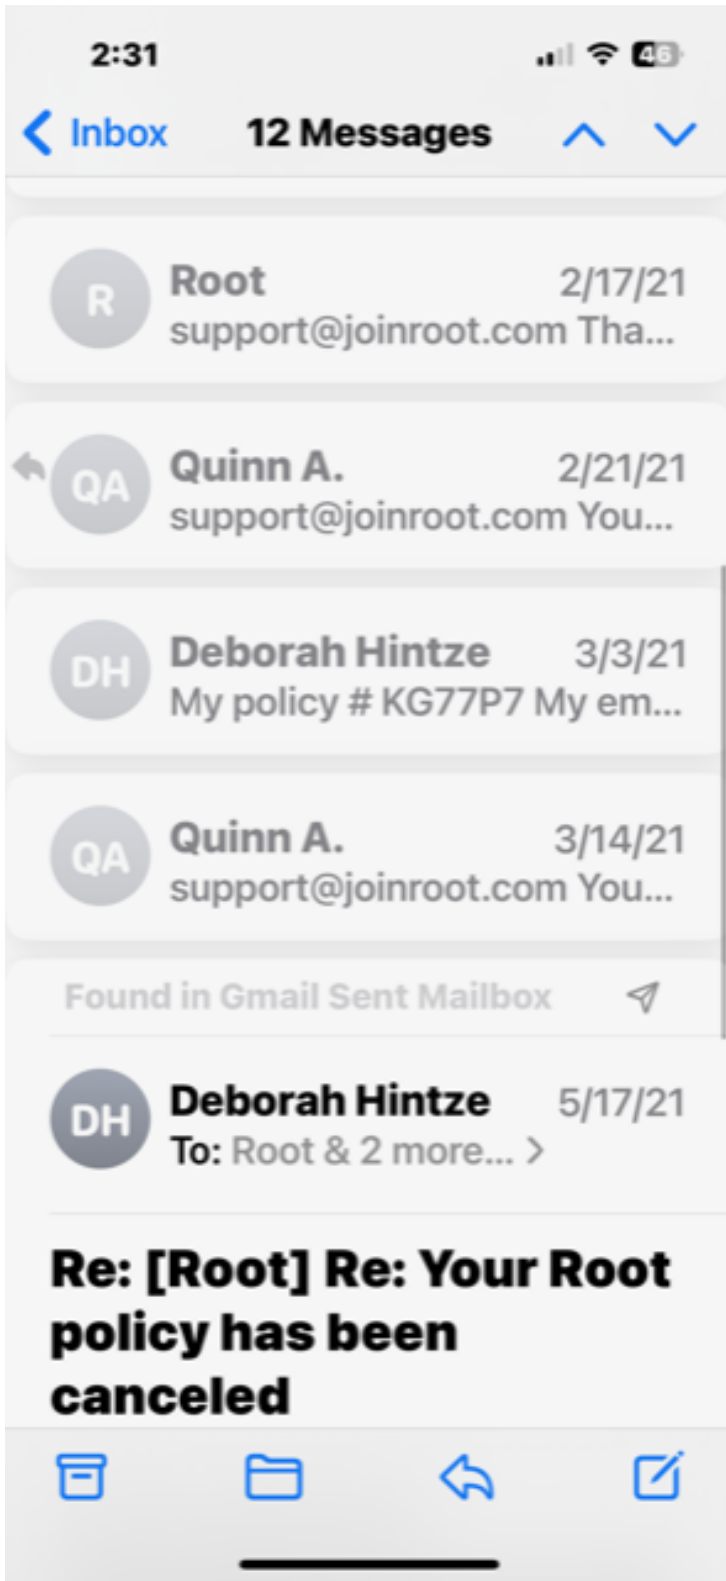 2:31 46
Inbox 12 Messages
R Root 2/17/21
support@joinroot.com Tha...
QA Quinn A. 2/21/21
support@joinroot.com You...
DH Deborah Hintze 3/3/21
My policy # KG77P7 My em...
QA Quinn A. 3/14/21
support@joinroot.com You...
Found in Gmail Sent Mailbox
DH Deborah Hintze 5/17/21
To: Root & 2 more...
Re: [Root] Re: Your Root
policy has been
canceled